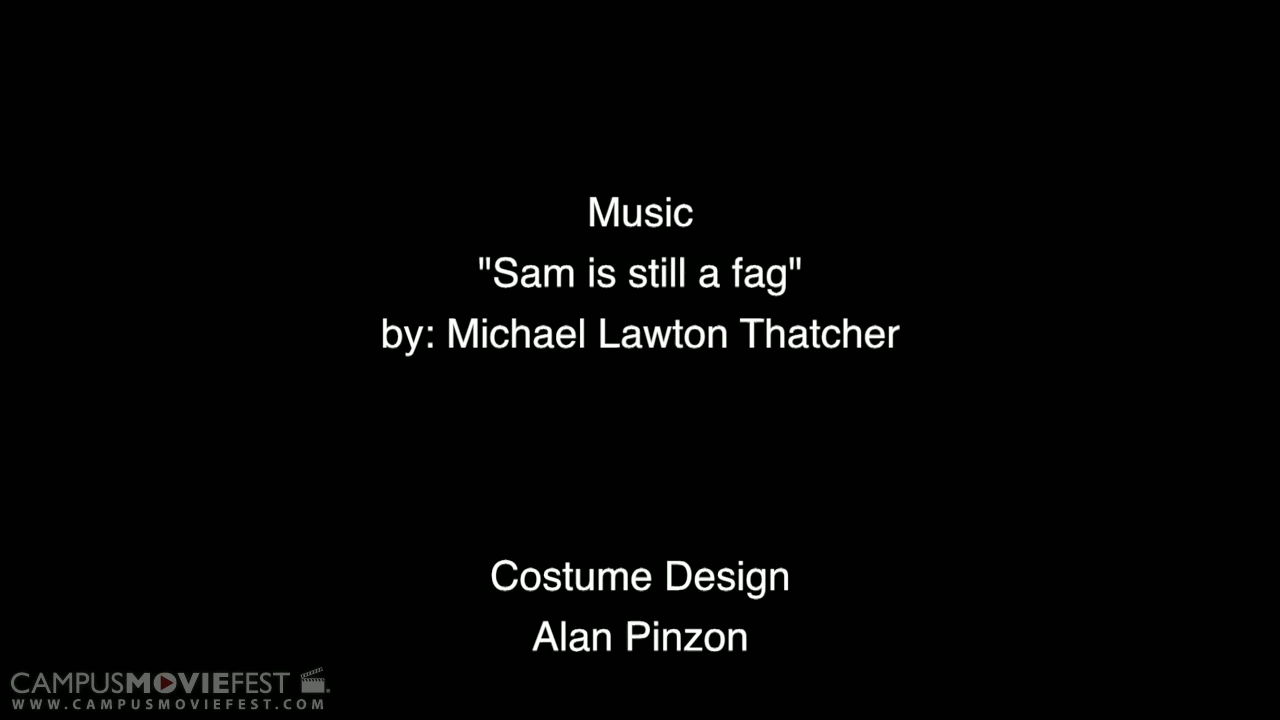 Music
"Sam is still a fag"
by: Michael Lawton Thatcher
Costume Design
Alan Pinzon
CAMPUSMOVIEFEST
WWW.CAMPUSMOVIEFEST.COM